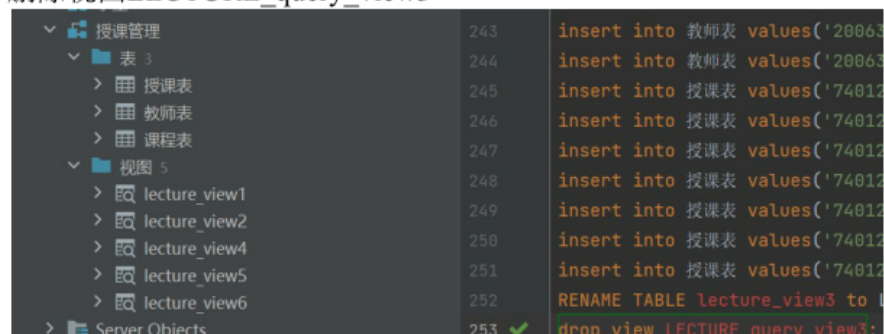 授课管理
表 3
授课表
教师表
课程表
视图 5
lecture_view1
lecture_view2
lecture_view4
lecture_view5
lecture_view6
Server Objects
243 insert into 教师表 values('20063
244 insert into 教师表 values('20063
245 insert into 授课表 values('74012
246 insert into 授课表 values('74012
247 insert into 授课表 values('74012
248 insert into 授课表 values('74012
249 insert into 授课表 values('74012
250 insert into 授课表 values('74012
251 insert into 授课表 values('74012
252 RENAME TABLE lecture_view3 to L
253 drop view LECTURE_query_view3;